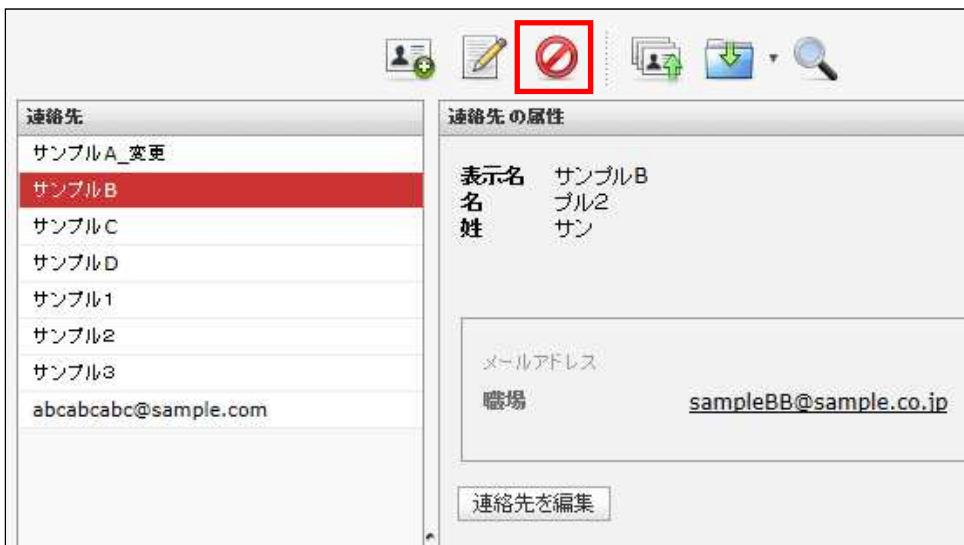 連絡先
サンプルA_変更
サンプルB
サンプルC
サンプルD
サンプル1
サンプル2
サンプル3
abcabcabc@sample.com
連絡先の属性
表示名 サンプルB
名 プル2
姓 サン
メールアドレス
職場 sampleBB@sample.co.jp
連絡先を編集